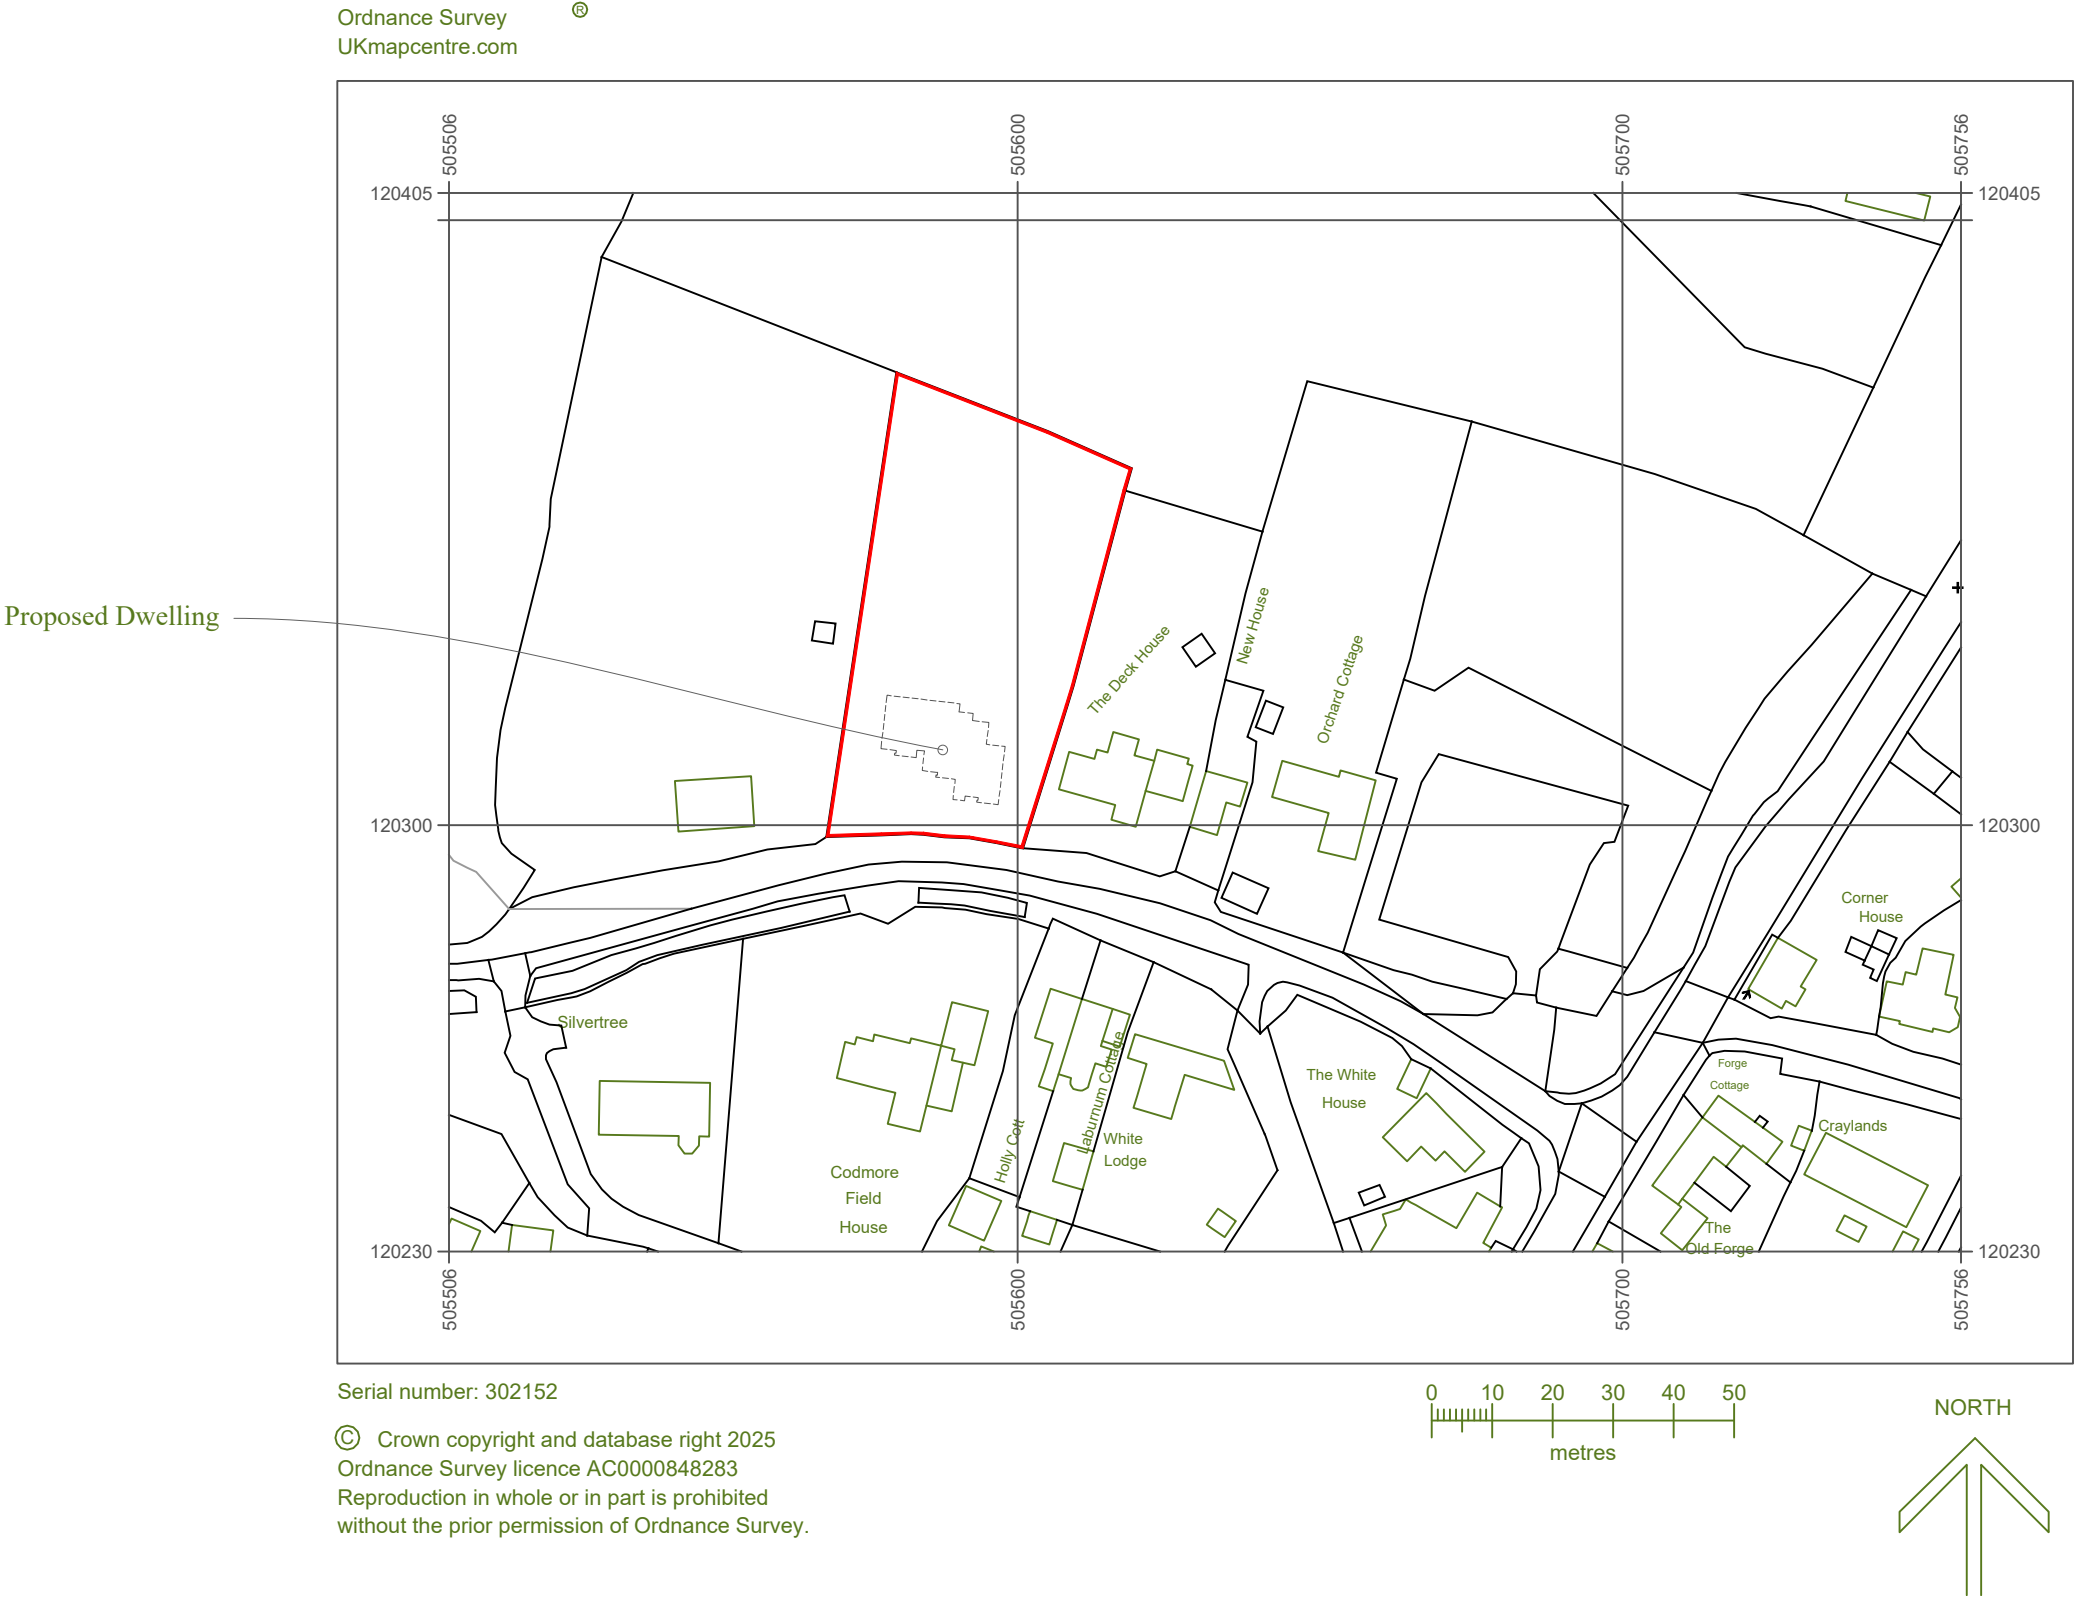 Ordnance Survey ®
UKmapcentre.com
505506
505600
505700
505756
120405
120405
Proposed Dwelling
New House
The Deck House
Orchard Cottage
120300
120300
Corner
House
Silvertree
Forge
Cottage
The White
House
Laburnum Cottage
Craylands
White
Lodge
Holly Cott
Codmore
Field
House
The
Old Forge
120230
120230
505506
505600
505700
505756
Serial number: 302152
© Crown copyright and database right 2025
Ordnance Survey licence AC0000848283
Reproduction in whole or in part is prohibited
without the prior permission of Ordnance Survey.
0 10 20 30 40 50
metres
NORTH